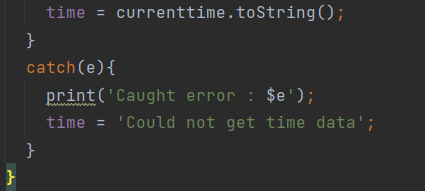 time = currenttime.toString();
}
catch(e){
print('Caught error : $e');
time = 'Could not get time data';
}
}